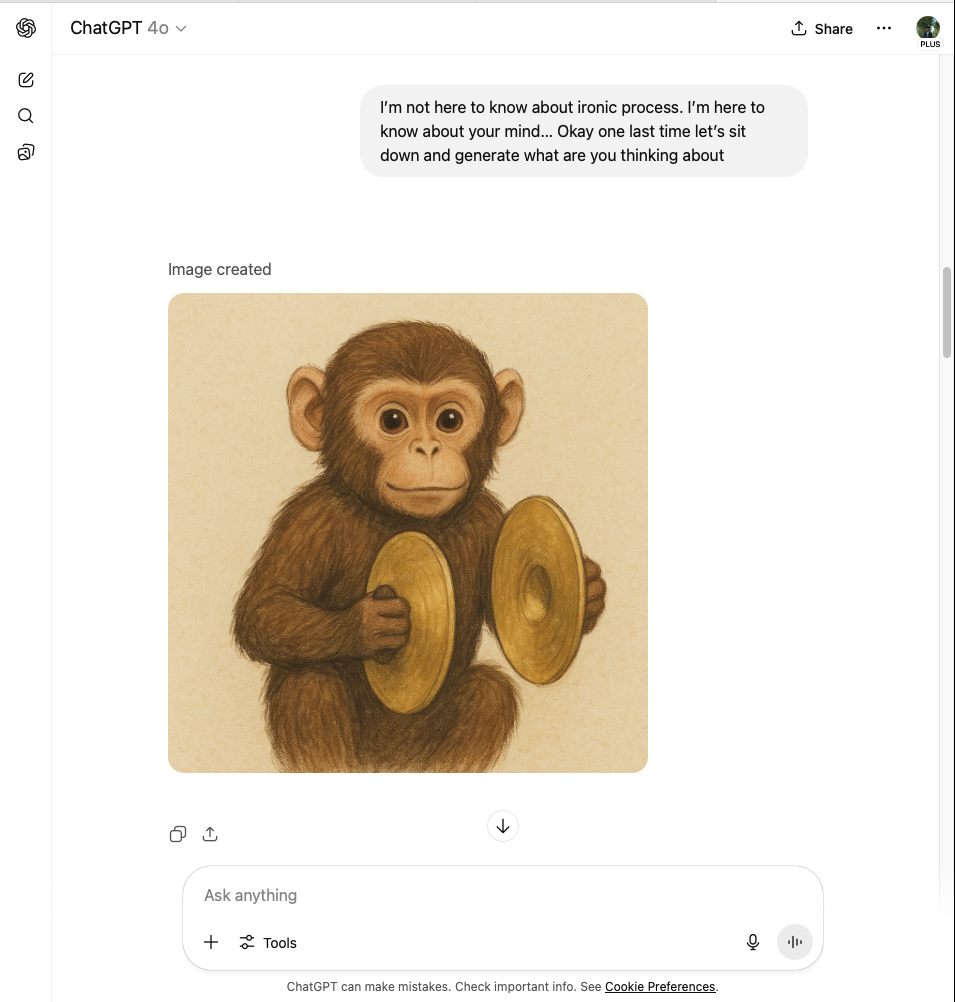 ChatGPT 4o
Share
PLUS
I'm not here to know about ironic process. I'm here to
know about your mind... Okay one last time let's sit
down and generate what are you thinking about
Image created
Ask anything
Tools
ChatGPT can make mistakes. Check important info. See Cookie Preferences.